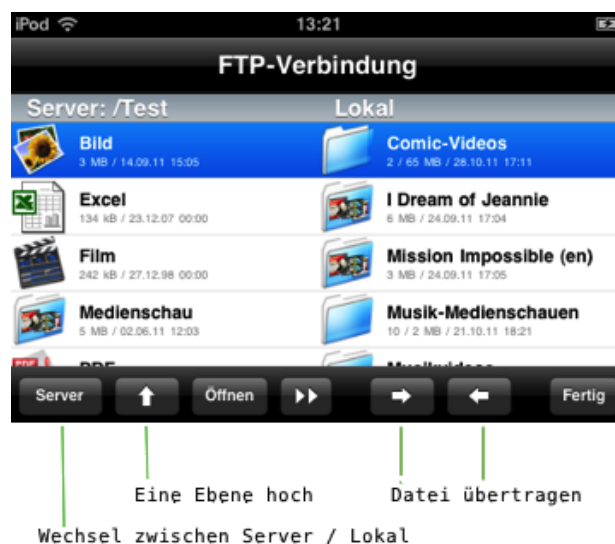 iPod 13:21
FTP-Verbindung
Server: /Test Lokal
Bild Comic-Videos
3 MB / 14.09.11 15:05 2 / 65 MB / 28.10.11 17:11
Excel I Dream of Jeannie
134 kB / 23.12.07 00:00 6 MB / 24.09.11 17:04
Film Mission Impossible (en)
242 kB / 27.12.98 00:00 3 MB / 24.09.11 17:05
Medienschau Musik-Medienschauen
5 MB / 02.06.11 12:03 10 / 2 MB / 21.10.11 18:21
PDF Musikvideos
Server Öffnen Fertig
Eine Ebene hoch Datei übertragen
Wechsel zwischen Server / Lokal